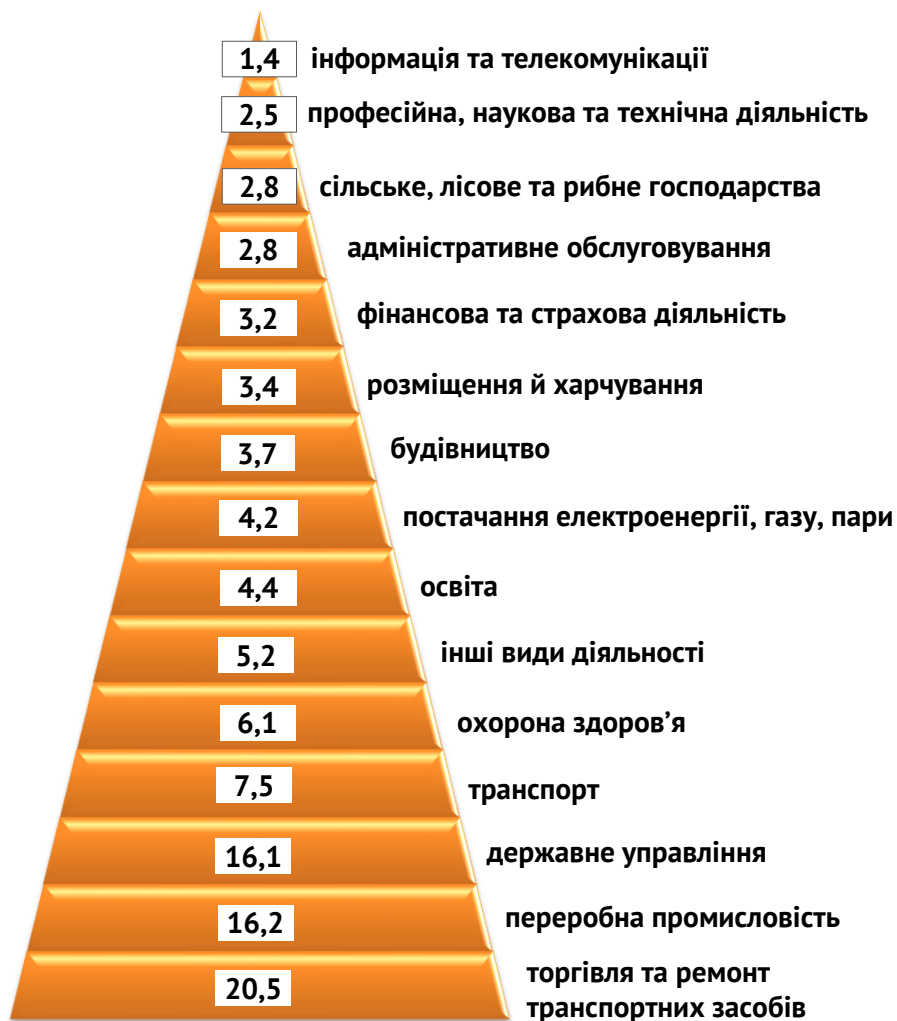 1,4 інформація та телекомунікації
2,5 професійна, наукова та технічна діяльність
2,8 сільське, лісове та рибне господарства
2,8 адміністративне обслуговування
3,2 фінансова та страхова діяльність
3,4 розміщення й харчування
3,7 будівництво
4,2 постачання електроенергії, газу, пари
4,4 освіта
5,2 інші види діяльності
6,1 охорона здоров’я
7,5 транспорт
16,1 державне управління
16,2 переробна промисловість
20,5 торгівля та ремонт
транспортних засобів